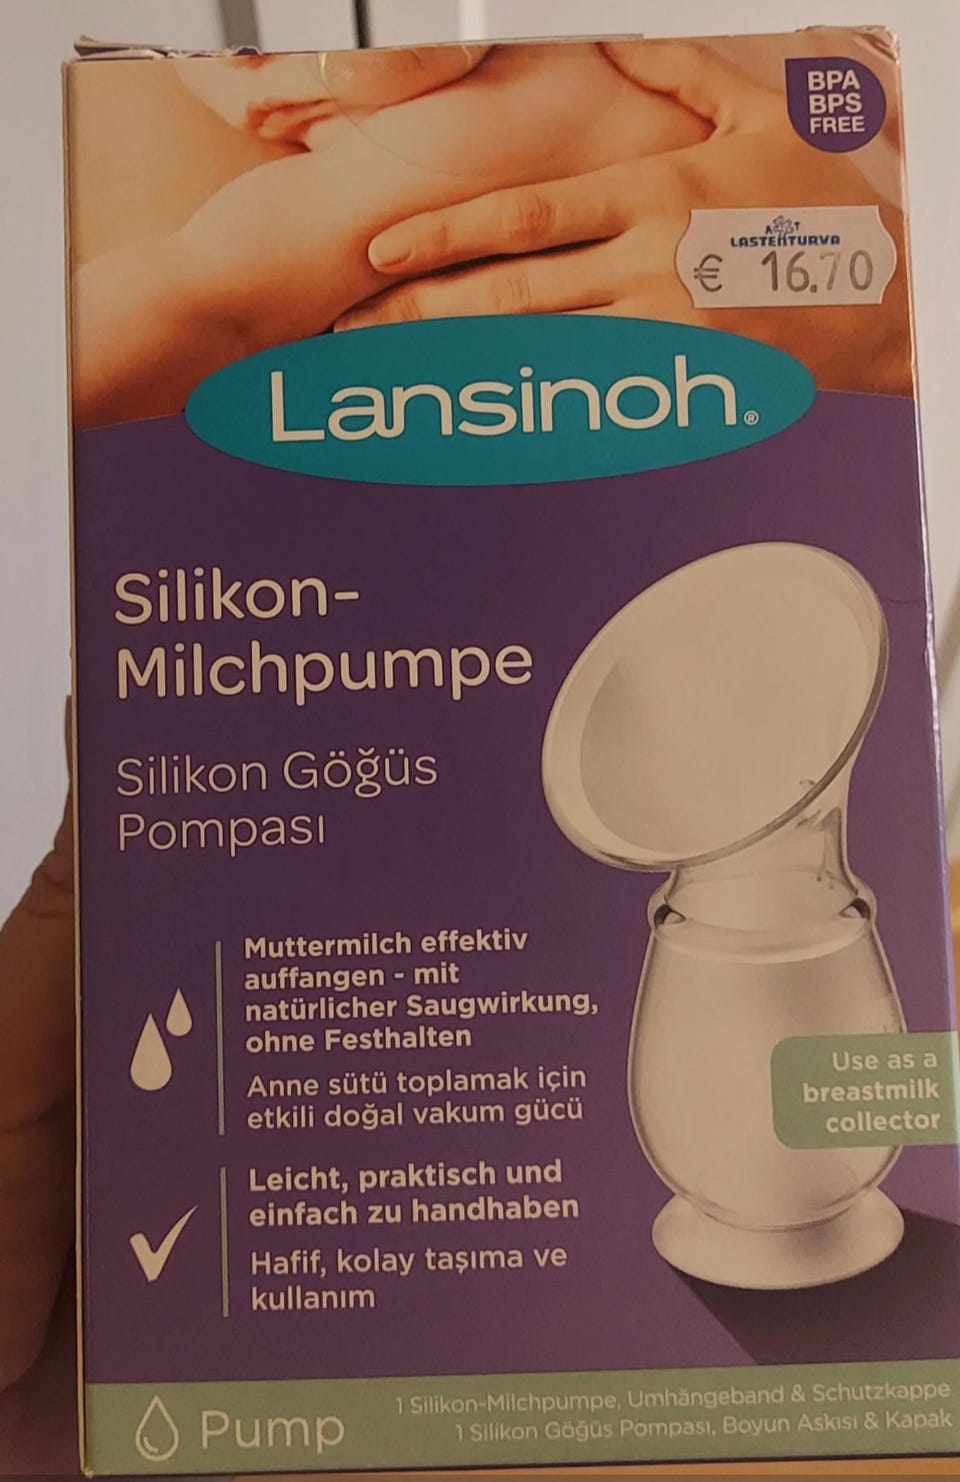 BPA
BPS
FREE
LASTENTURVA
€ 16.70
Lansinoh®
Silikon-
Milchpumpe
Silikon Göğüs
Pompası
Muttermilch effektiv
auffangen - mit
natürlicher Saugwirkung,
ohne Festhalten
Anne sütü toplamak için
etkili doğal vakum gücü
Leicht, praktisch und
einfach zu handhaben
Hafif, kolay taşıma ve
kullanım
Use as a
breastmilk
collector
Pump
1 Silikon-Milchpumpe, Umhängeband & Schutzkappe
1 Silikon Göğüs Pompası, Boyun Askısı & Kapak